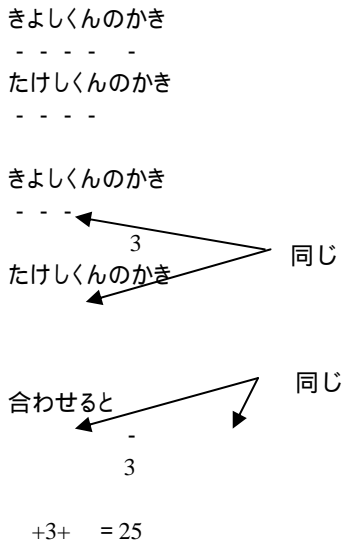 きよしくんのかき
- - - -  -
たけしくんのかき
- - - -
きよしくんのかき
- - -
3
同じ
たけしくんのかき
同じ
合わせると
-
3
+3+  = 25